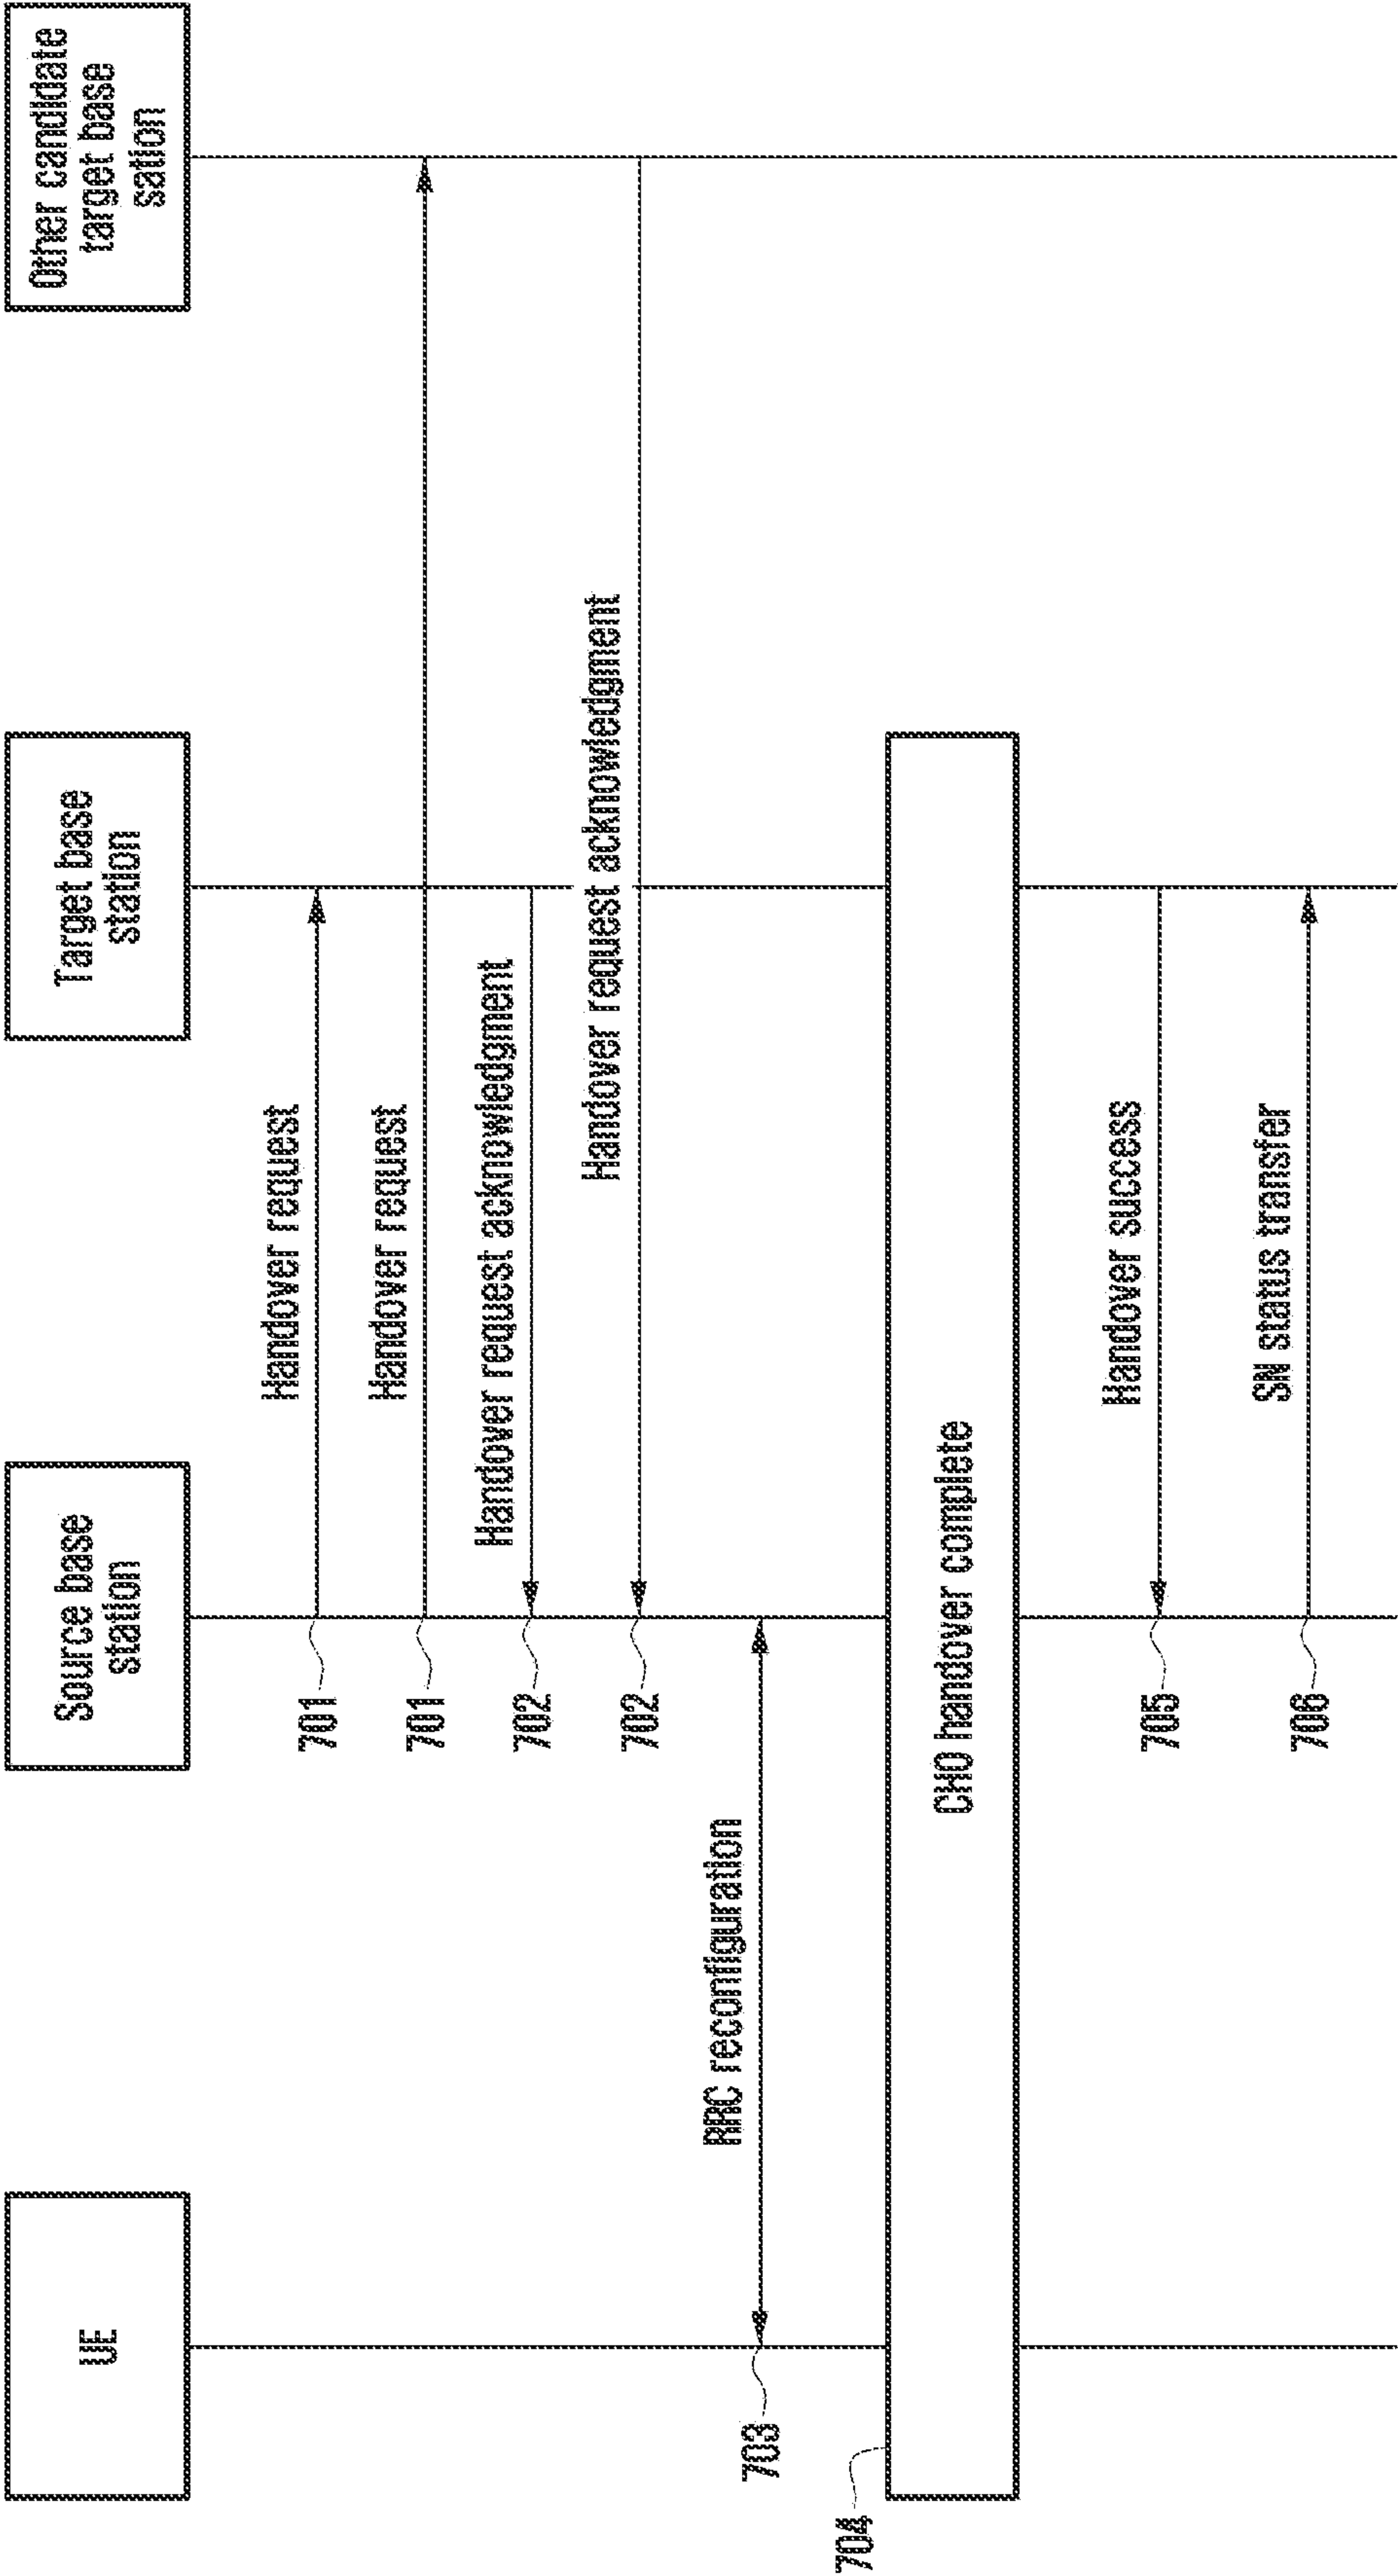 UE
Source base
station
Target base
station
Other candidate
target base
sation
Handover request
701
Handover request
701
Handover request acknowledgment
702
Handover request acknowledgment
702
RRC reconfiguration
703
704
CHO handover complete
Handover success
705
SN status transfer
706